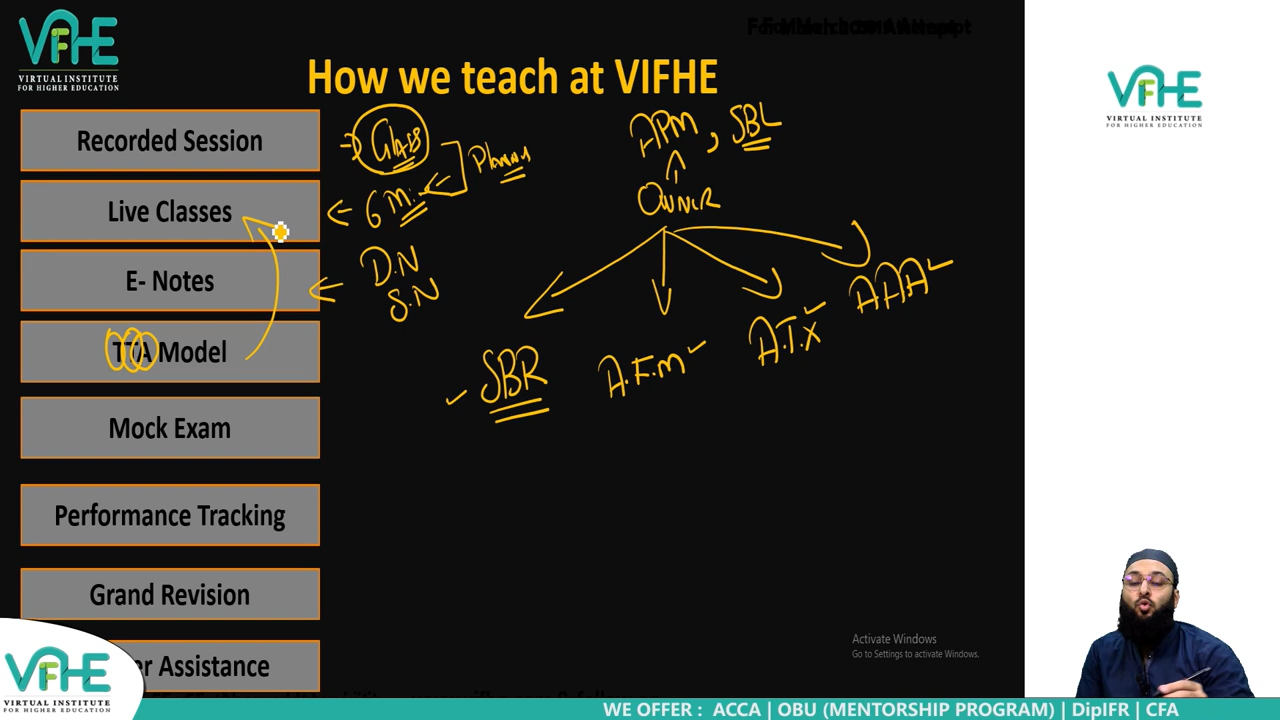 VIFHE
VIRTUAL INSTITUTE
FOR HIGHER EDUCATION
How we teach at VIFHE
VIFHE
VIRTUAL INSTITUTE
FOR HIGHER EDUCATION
Recorded Session
Live Classes
E- Notes
TTA Model
Mock Exam
Performance Tracking
Grand Revision
er Assistance
6 M
D.N
S.N
APM, SBL
OWNER
SBR
A.F.M
A.T.X
AAA
Activate Windows
Go to Settings to activate Windows.
VIFHE
VIRTUAL INSTITUTE
FOR HIGHER EDUCATION
WE OFFER : ACCA | OBU (MENTORSHIP PROGRAM) | DipIFR | CFA